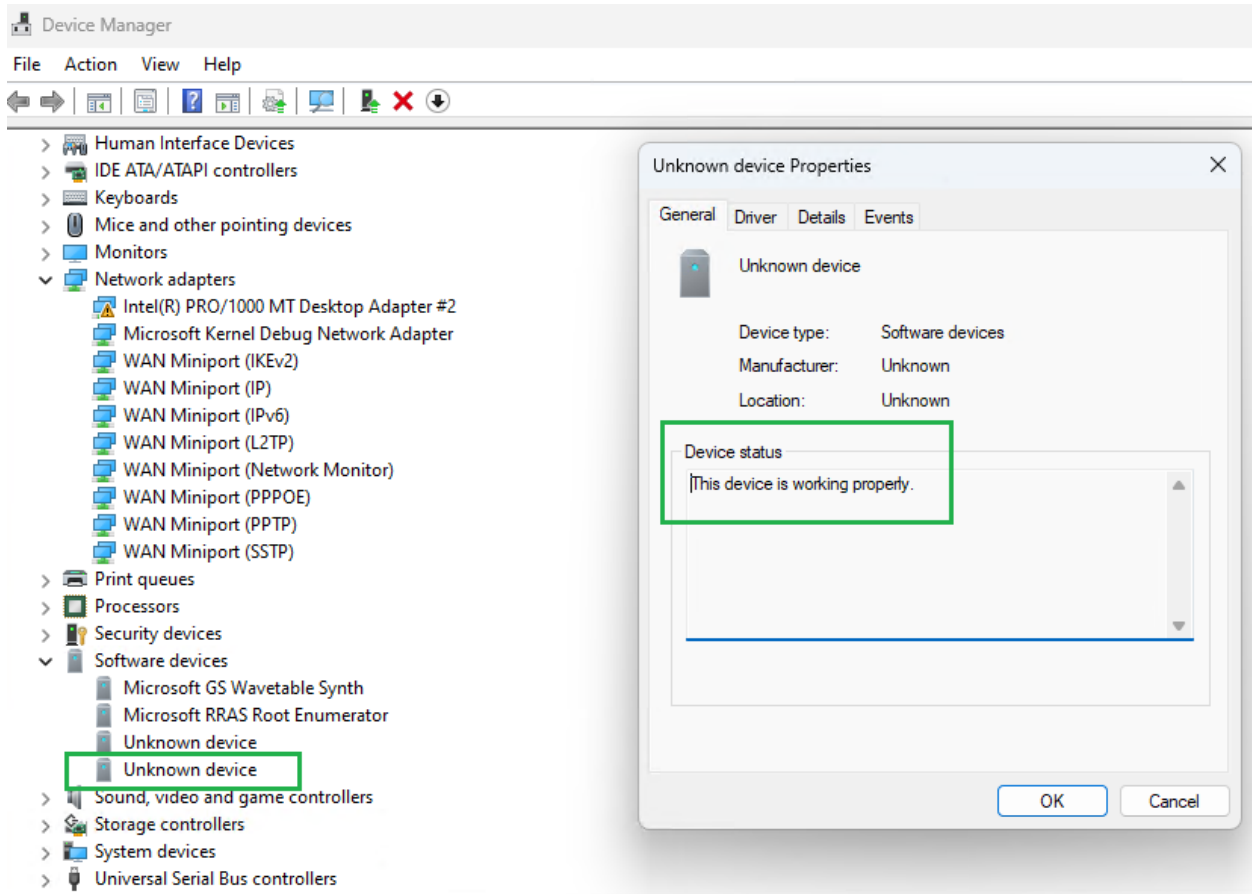 Device Manager
File Action View Help
Human Interface Devices
IDE ATA/ATAPI controllers
Keyboards
Mice and other pointing devices
Monitors
Network adapters
Intel(R) PRO/1000 MT Desktop Adapter #2
Microsoft Kernel Debug Network Adapter
WAN Miniport (IKEv2)
WAN Miniport (IP)
WAN Miniport (IPv6)
WAN Miniport (L2TP)
WAN Miniport (Network Monitor)
WAN Miniport (PPPOE)
WAN Miniport (PPTP)
WAN Miniport (SSTP)
Print queues
Processors
Security devices
Software devices
Microsoft GS Wavetable Synth
Microsoft RRAS Root Enumerator
Unknown device
Unknown device
Sound, video and game controllers
Storage controllers
System devices
Universal Serial Bus controllers
Unknown device Properties
General Driver Details Events
Unknown device
Device type: Software devices
Manufacturer: Unknown
Location: Unknown
Device status
This device is working properly.
OK Cancel